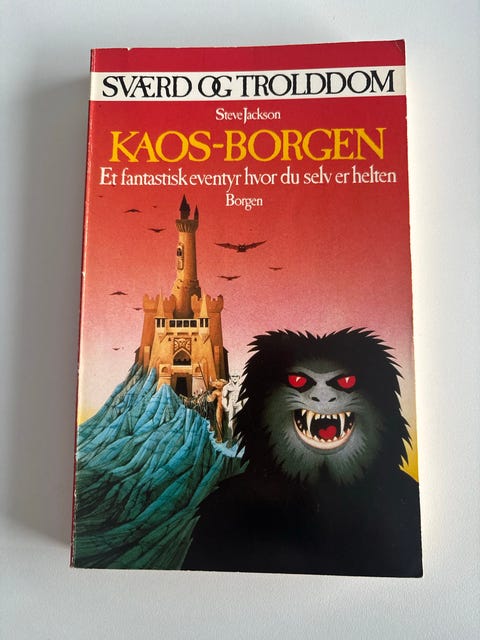 SVÆRD OG TROLDDOM
Steve Jackson
KAOS-BORGEN
Et fantastisk eventyr hvor du selv er helten
Borgen